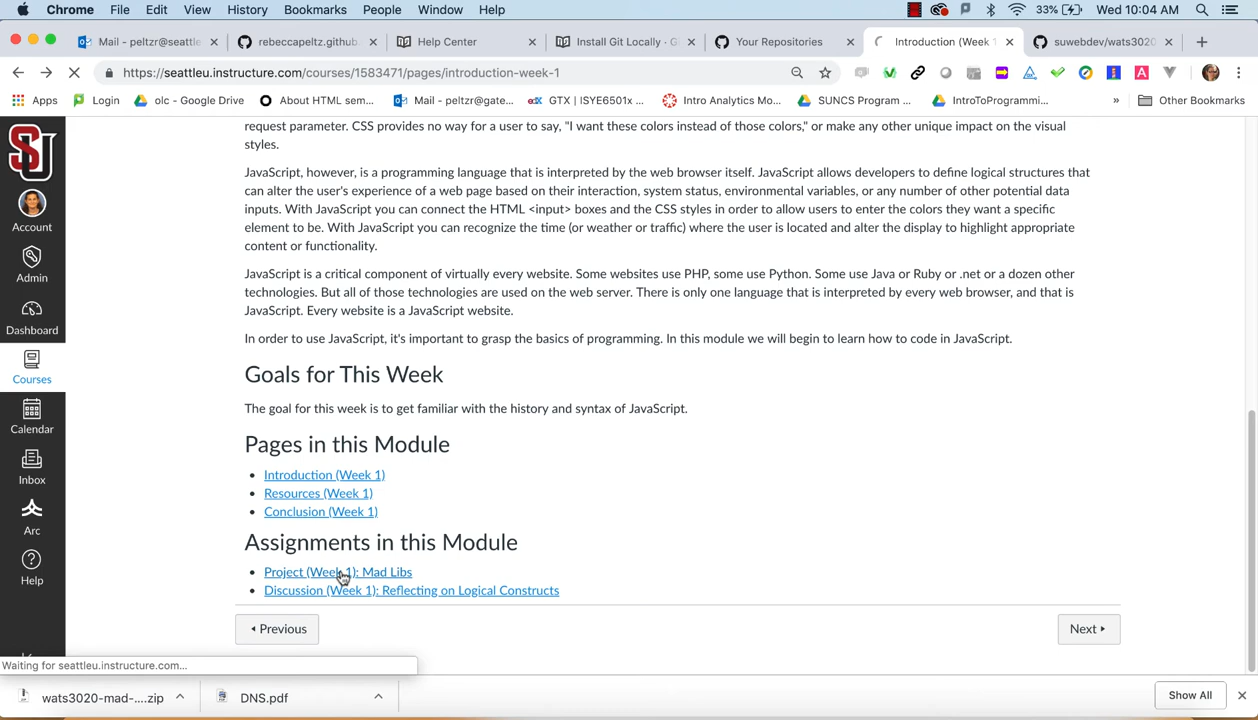 Chrome File Edit View History Bookmarks People Window Help 33% Wed 10:04 AM
Mail - peltzr@seattle rebeccapeltz.github. Help Center Install Git Locally - Gi Your Repositories Introduction (Week 1 suwebdev/wats3020
https://seattleu.instructure.com/courses/1583471/pages/introduction-week-1
Apps Login olc - Google Drive About HTML sem... Mail - peltzr@gate... GTX | ISYE6501x ... Intro Analytics Mo... SUNCS Program ... IntroToProgrammi... » Other Bookmarks
request parameter. CSS provides no way for a user to say, "I want these colors instead of those colors," or make any other unique impact on the visual
styles.
JavaScript, however, is a programming language that is interpreted by the web browser itself. JavaScript allows developers to define logical structures that
can alter the user's experience of a web page based on their interaction, system status, environmental variables, or any number of other potential data
inputs. With JavaScript you can connect the HTML <input> boxes and the CSS styles in order to allow users to enter the colors they want a specific
element to be. With JavaScript you can recognize the time (or weather or traffic) where the user is located and alter the display to highlight appropriate
content or functionality.
JavaScript is a critical component of virtually every website. Some websites use PHP, some use Python. Some use Java or Ruby or .net or a dozen other
technologies. But all of those technologies are used on the web server. There is only one language that is interpreted by every web browser, and that is
JavaScript. Every website is a JavaScript website.
In order to use JavaScript, it's important to grasp the basics of programming. In this module we will begin to learn how to code in JavaScript.
Goals for This Week
The goal for this week is to get familiar with the history and syntax of JavaScript.
Pages in this Module
Introduction (Week 1)
Resources (Week 1)
Conclusion (Week 1)
Assignments in this Module
Project (Week 1): Mad Libs
Discussion (Week 1): Reflecting on Logical Constructs
Previous
Next
Account
Admin
Dashboard
Courses
Calendar
Inbox
Arc
Help
Waiting for seattleu.instructure.com...
wats3020-mad-....zip
DNS.pdf
Show All